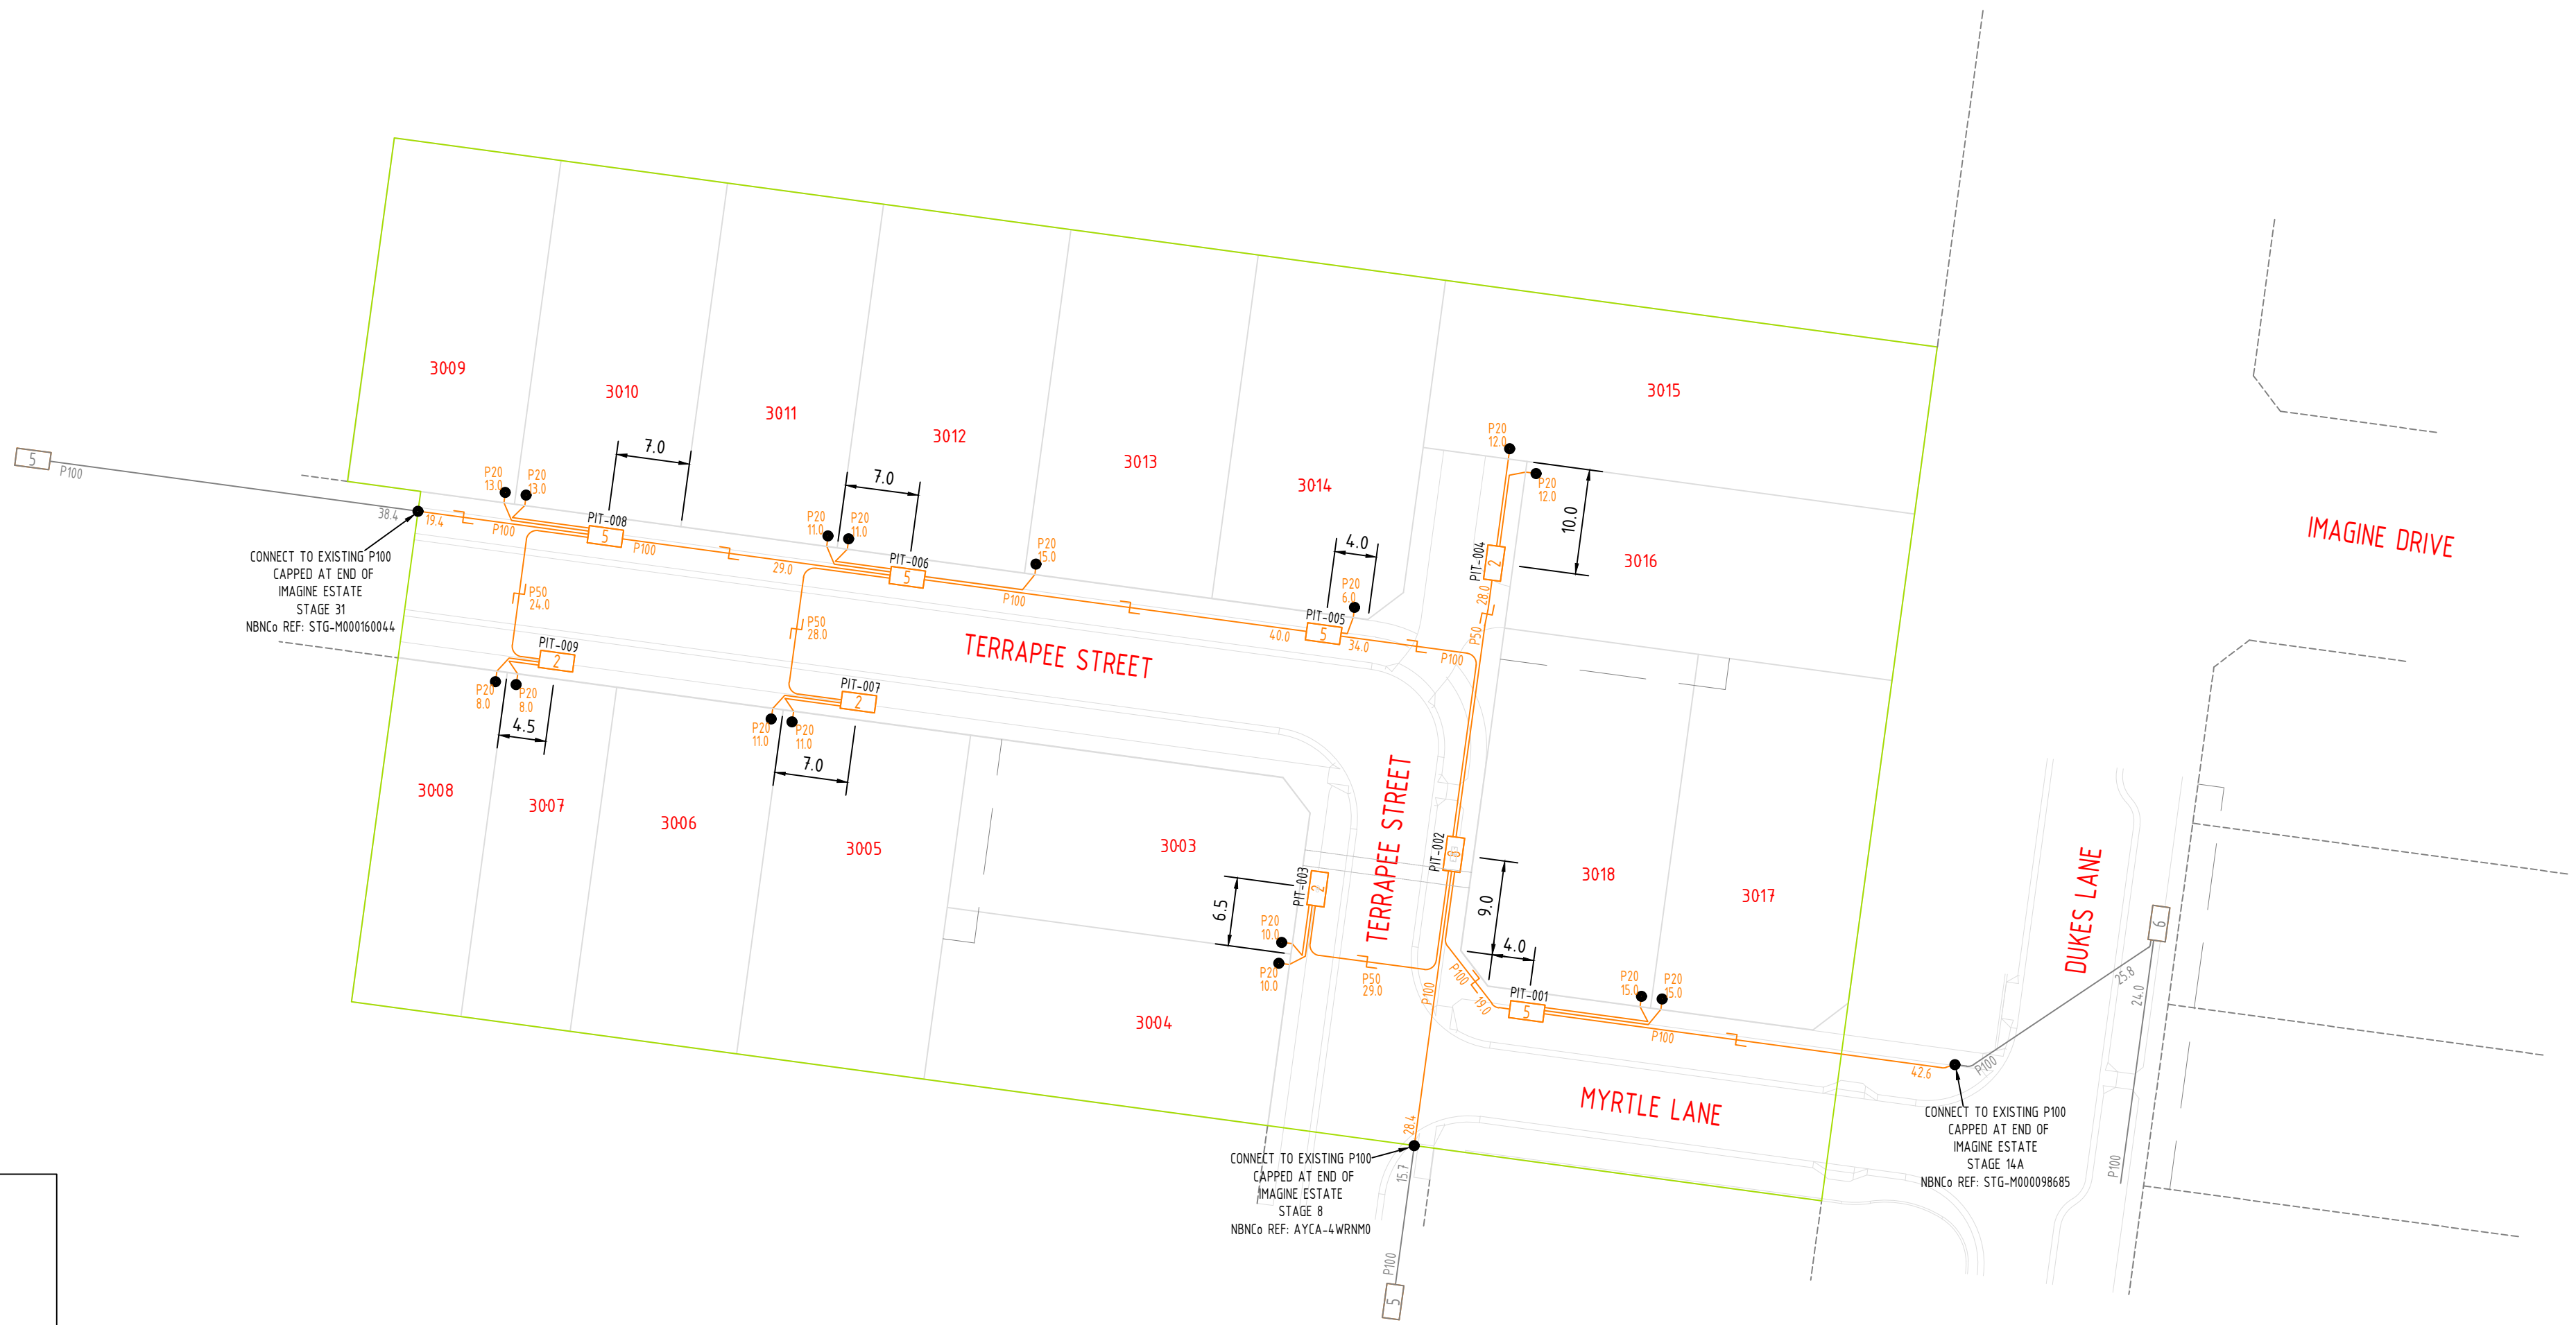 3009
3010
3011
3012
3013
3014
3015
3016
IMAGINE DRIVE
7.0
7.0
4.0
10.0
5
P100
38.4
CONNECT TO EXISTING P100
CAPPED AT END OF
IMAGINE ESTATE
STAGE 31
NBNCo REF: STG-M000160044
19.4
P100
P20
13.0
P20
13.0
PIT-008
5
P100
29.0
P20
11.0
P20
11.0
PIT-006
5
P100
P20
15.0
40.0
PIT-005
5
P20
6.0
34.0
P100
P20
12.0
P20
12.0
PIT-004
2
28.0
P50
P50
24.0
PIT-009
2
P20
8.0
P20
8.0
4.5
P50
28.0
PIT-007
2
P20
11.0
P20
11.0
7.0
TERRAPEE STREET
TERRAPEE STREET
3008
3007
3006
3005
3003
3004
3018
3017
PIT-002
8
9.0
4.0
PIT-003
2
6.5
P20
10.0
P20
10.0
P50
29.0
P100
28.4
P100
19.0
PIT-001
5
P20
15.0
P20
15.0
P100
42.6
MYRTLE LANE
DUKES LANE
6
25.8
24.0
P100
P100
CONNECT TO EXISTING P100
CAPPED AT END OF
IMAGINE ESTATE
STAGE 14A
NBNCo REF: STG-M000098685
CONNECT TO EXISTING P100
CAPPED AT END OF
IMAGINE ESTATE
STAGE 8
NBNCo REF: AYCA-4WRNM0
15.7
P100
5